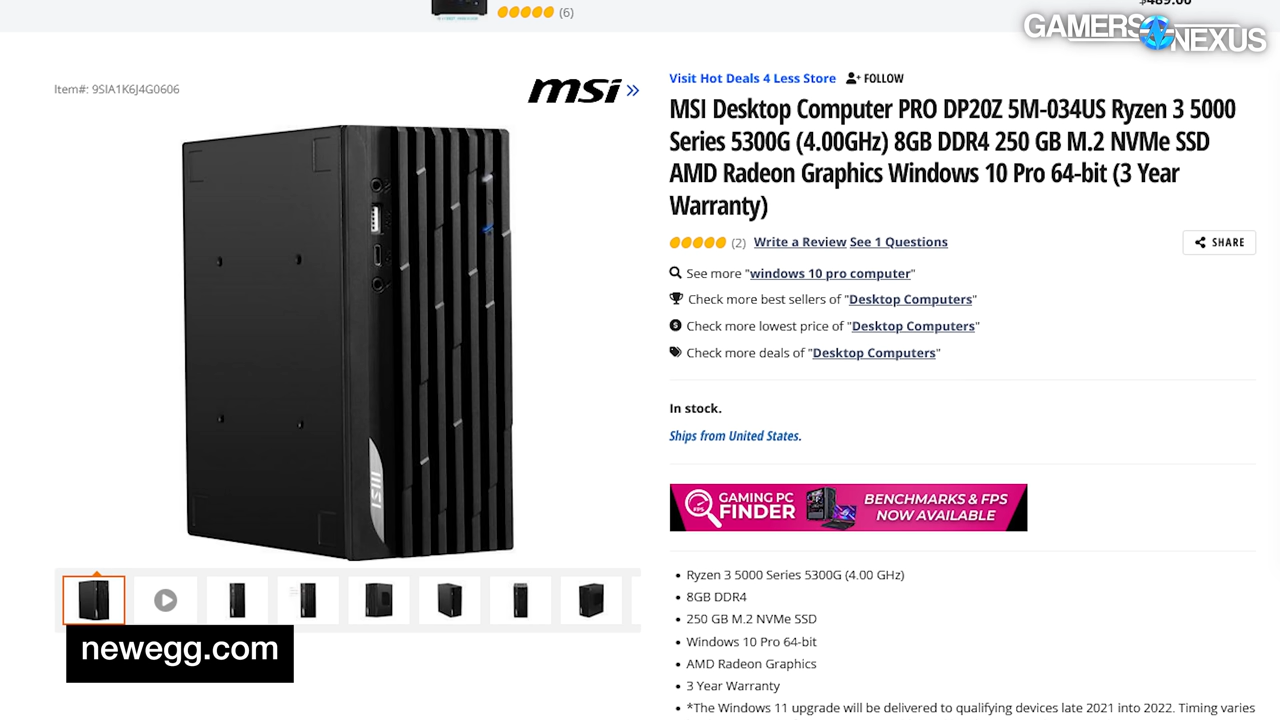 (6)
$489.00
GAMERS NEXUS
Item#: 9SIA1K6J4G0606
msi »
Visit Hot Deals 4 Less Store FOLLOW
MSI Desktop Computer PRO DP20Z 5M-034US Ryzen 3 5000
Series 5300G (4.00GHz) 8GB DDR4 250 GB M.2 NVMe SSD
AMD Radeon Graphics Windows 10 Pro 64-bit (3 Year
Warranty)
(2) Write a Review See 1 Questions
SHARE
See more "windows 10 pro computer"
Check more best sellers of "Desktop Computers"
Check more lowest price of "Desktop Computers"
Check more deals of "Desktop Computers"
In stock.
Ships from United States.
FPS
GAMING PC
FINDER
BENCHMARKS & FPS
NOW AVAILABLE
msi
• Ryzen 3 5000 Series 5300G (4.00 GHz)
• 8GB DDR4
• 250 GB M.2 NVMe SSD
• Windows 10 Pro 64-bit
• AMD Radeon Graphics
• 3 Year Warranty
• *The Windows 11 upgrade will be delivered to qualifying devices late 2021 into 2022. Timing varies
newegg.com